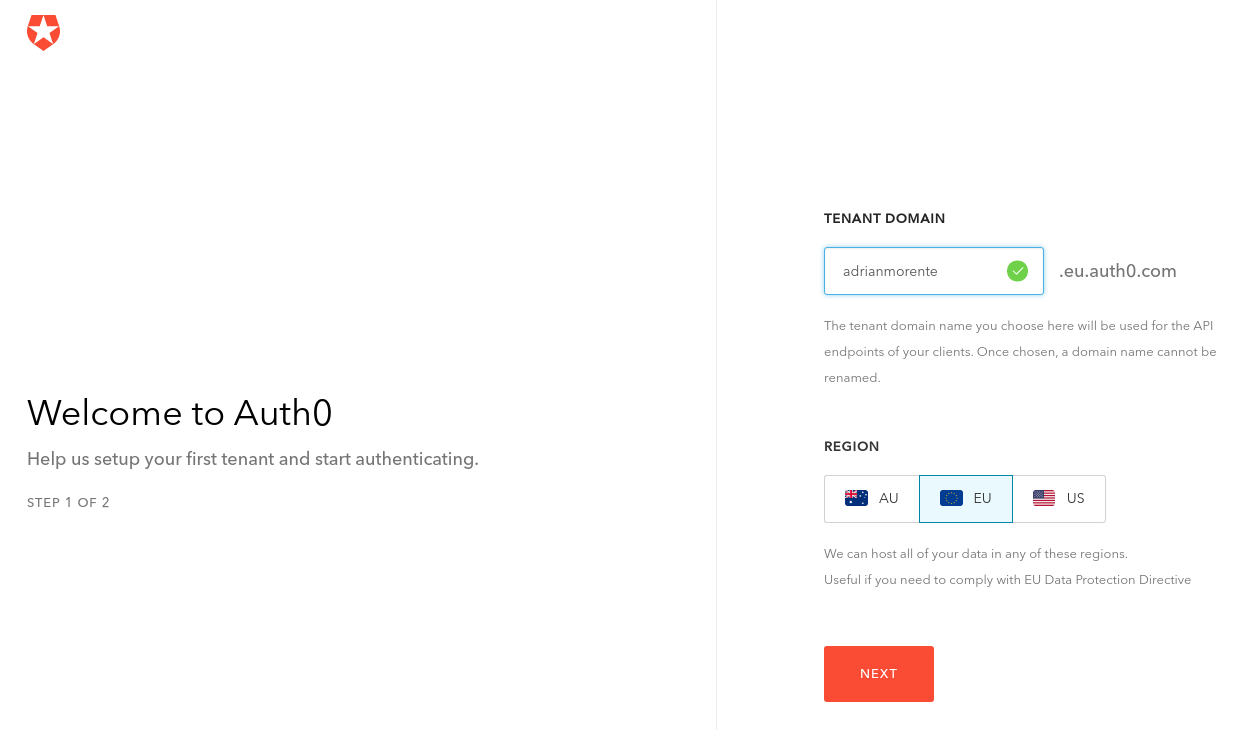 Welcome to Auth0
Help us setup your first tenant and start authenticating.
STEP 1 OF 2
TENANT DOMAIN
adrianmorente .eu.auth0.com
The tenant domain name you choose here will be used for the API
endpoints of your clients. Once chosen, a domain name cannot be
renamed.
REGION
AU EU US
We can host all of your data in any of these regions.
Useful if you need to comply with EU Data Protection Directive
NEXT